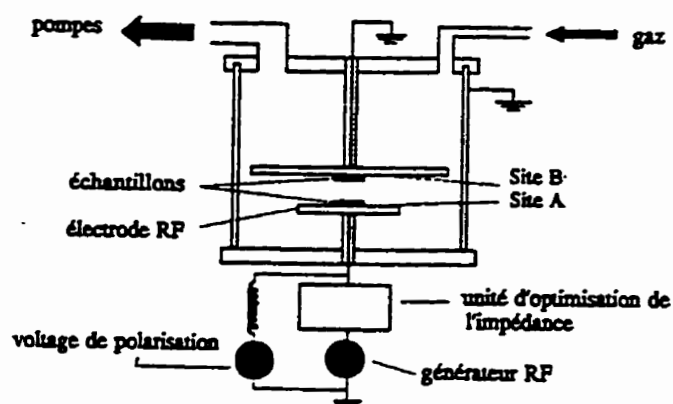 pompes
gaz
échantillons
Site B
Site A
électrode RF
unité d'optimisation de
l'impédance
voltage de polarisation
générateur RF